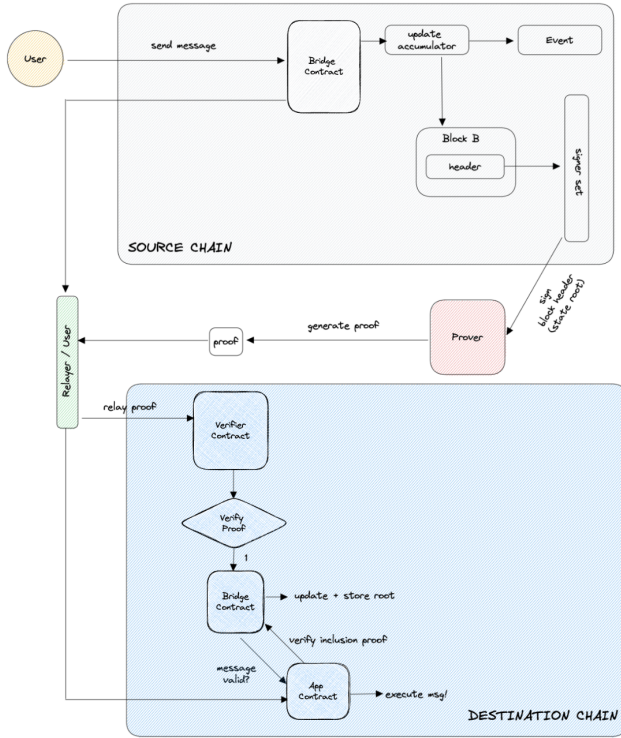 send message
User
Bridge
Contract
update
accumulator
Event
Block B
header
signer set
SOURCE CHAIN
sign
block header
(state root)
generate proof
proof
Prover
Relayer / User
relay proof
Verifier
Contract
Verify
Proof
1
Bridge
Contract
update + store root
verify inclusion proof
message
valid?
App
Contract
execute msg!
DESTINATION CHAIN